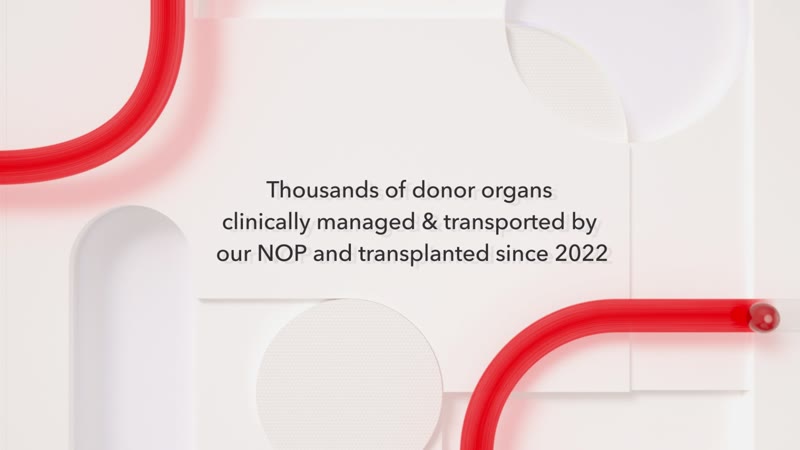 Thousands of donor organs
clinically managed & transported by
our NOP and transplanted since 2022